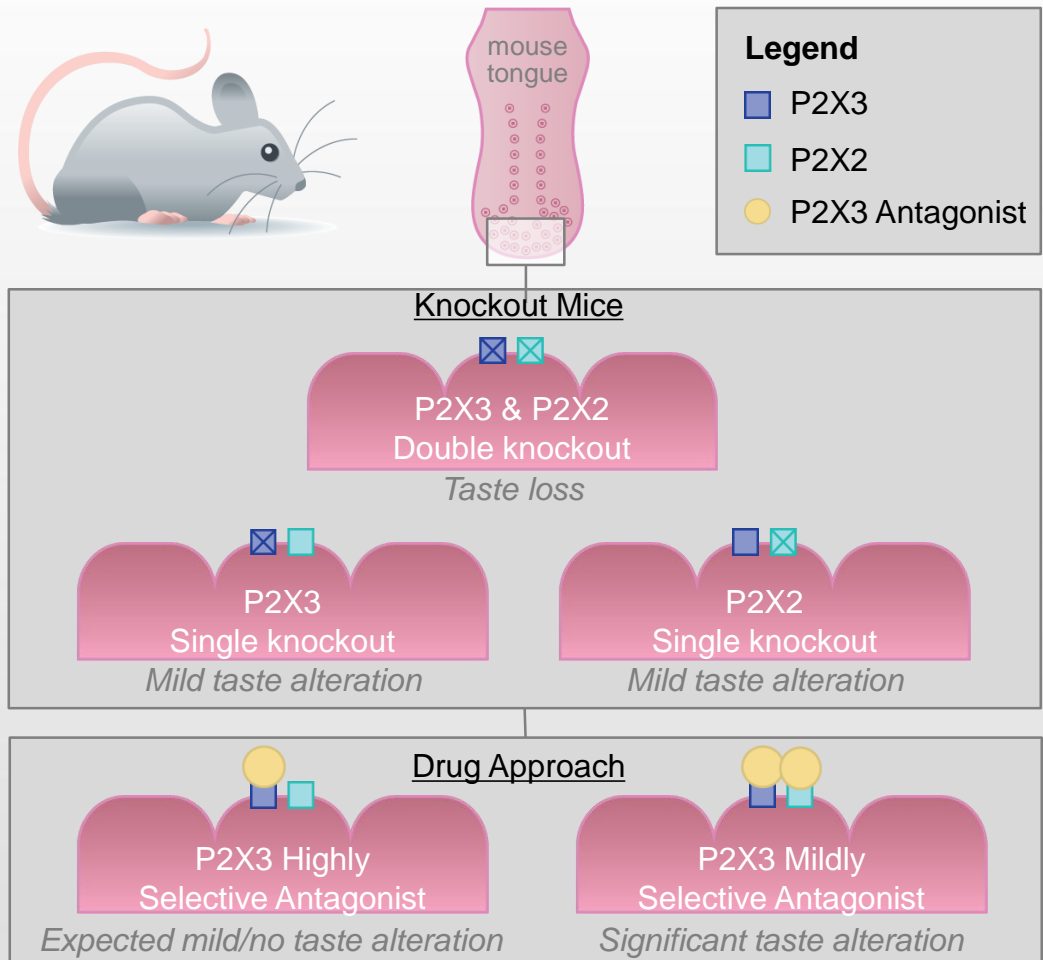 mouse
tongue
Legend
P2X3
P2X2
P2X3 Antagonist
Knockout Mice
P2X3 & P2X2
Double knockout
Taste loss
P2X3
Single knockout
Mild taste alteration
P2X2
Single knockout
Mild taste alteration
Drug Approach
P2X3 Highly
Selective Antagonist
Expected mild/no taste alteration
P2X3 Mildly
Selective Antagonist
Significant taste alteration